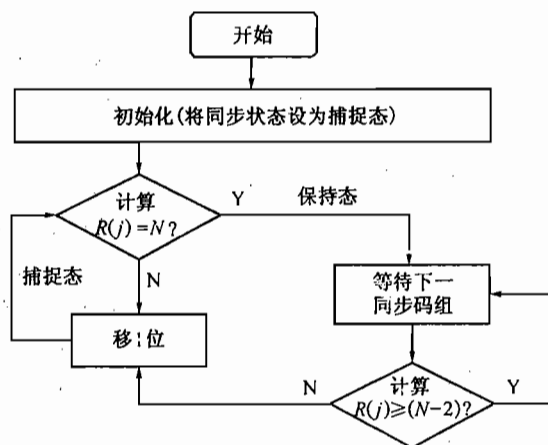 开始
初始化(将同步状态设为捕捉态)
计算
R(j)=N?
Y
保持态
捕捉态
N
等待下一
同步码组
移1位
N
计算
R(j)≥(N-2)?
Y